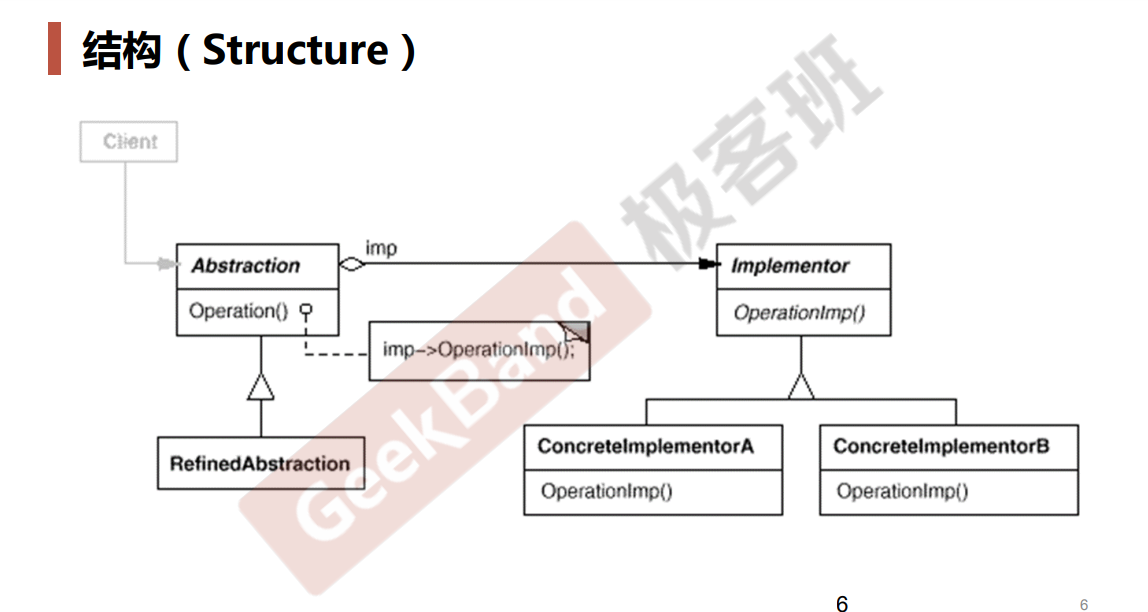 结构（Structure）
Client
Abstraction
imp
Implementor
Operation()
OperationImp()
imp->OperationImp();
RefinedAbstraction
ConcreteImplementorA
ConcreteImplementorB
OperationImp()
OperationImp()
GeekBand 极客班
6
6